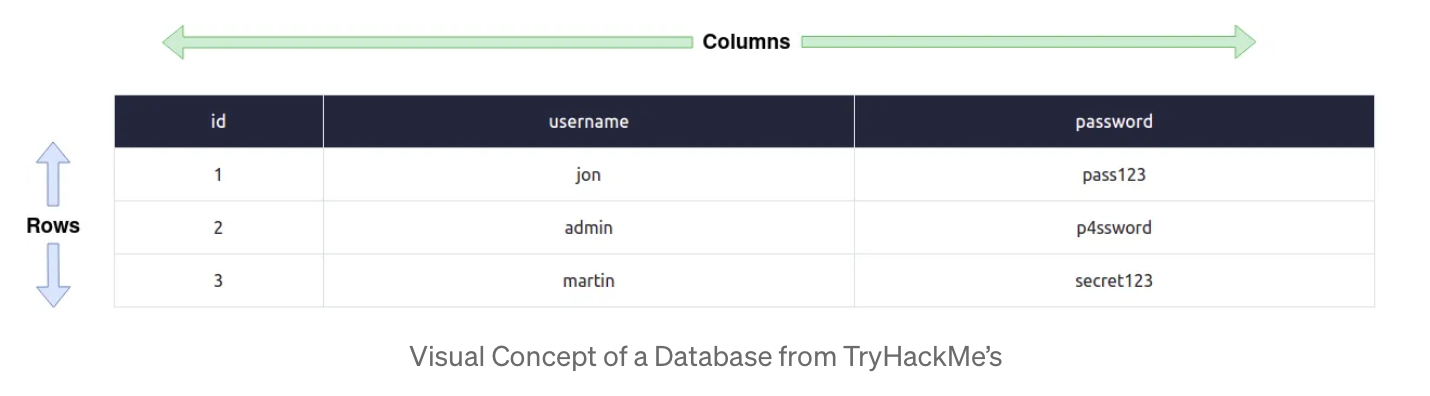 Columns
id username password
1 jon pass123
Rows
2 admin p4ssword
3 martin secret123
Visual Concept of a Database from TryHackMe’s